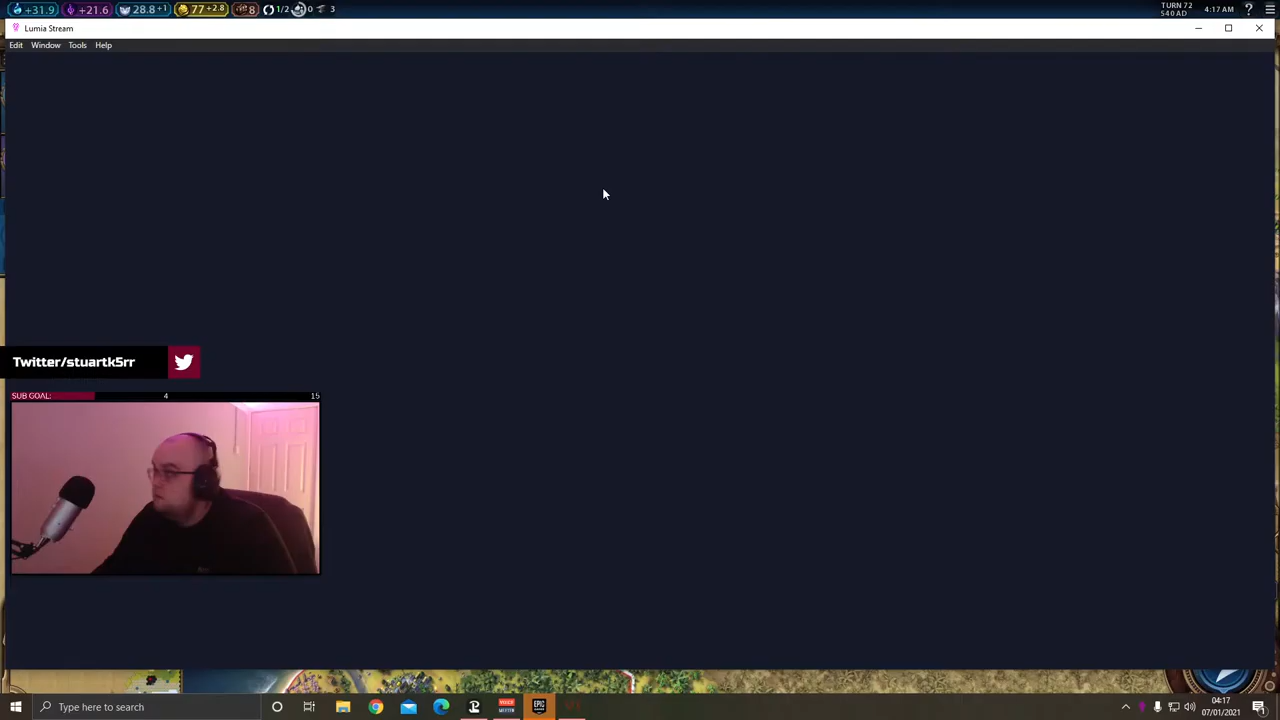 +31.9 +21.6 28.8 +1 77 +2.8 8 1/2 0 3 TURN 72 4:17 AM ?
540 AD
Lumia Stream
Edit Window Tools Help
Twitter/stuartk5rr
SUB GOAL: 4 15
Type here to search
EPIC
04:17
07/01/2021